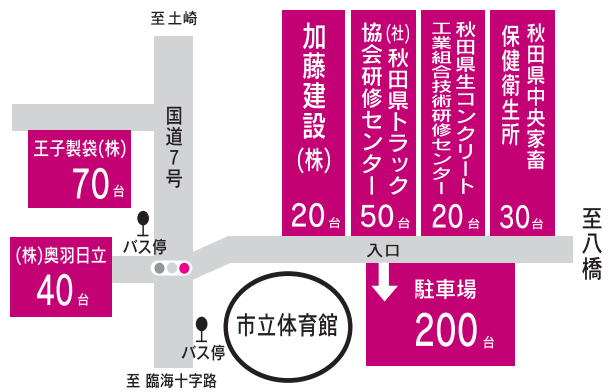 至 土崎
国道7号
王子製袋(株)
70台
バス停
(株)奥羽日立
40台
加藤建設(株)
20台
(社)秋田県トラック
協会研修センター
50台
秋田県生コンクリート
工業組合技術研修センター
20台
秋田県中央家畜
保健衛生所
30台
至八橋
入口
駐車場
200台
市立体育館
バス停
至 臨海十字路